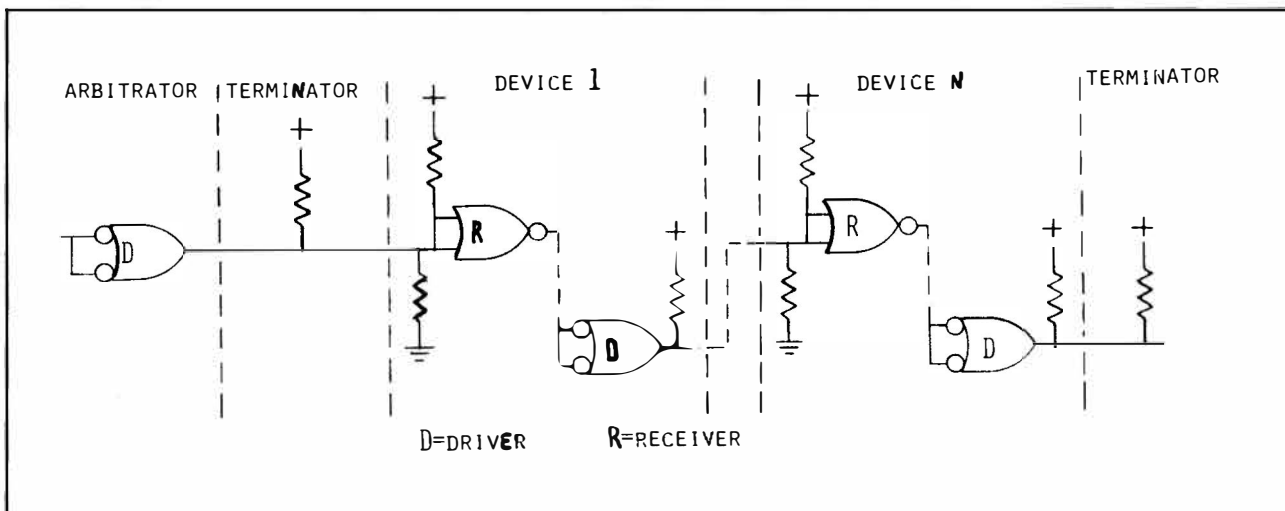 ARBITRATOR TERMINATOR DEVICE 1 DEVICE N TERMINATOR
+ + + + + +
D R D R D
D=DRIVER R=RECEIVER